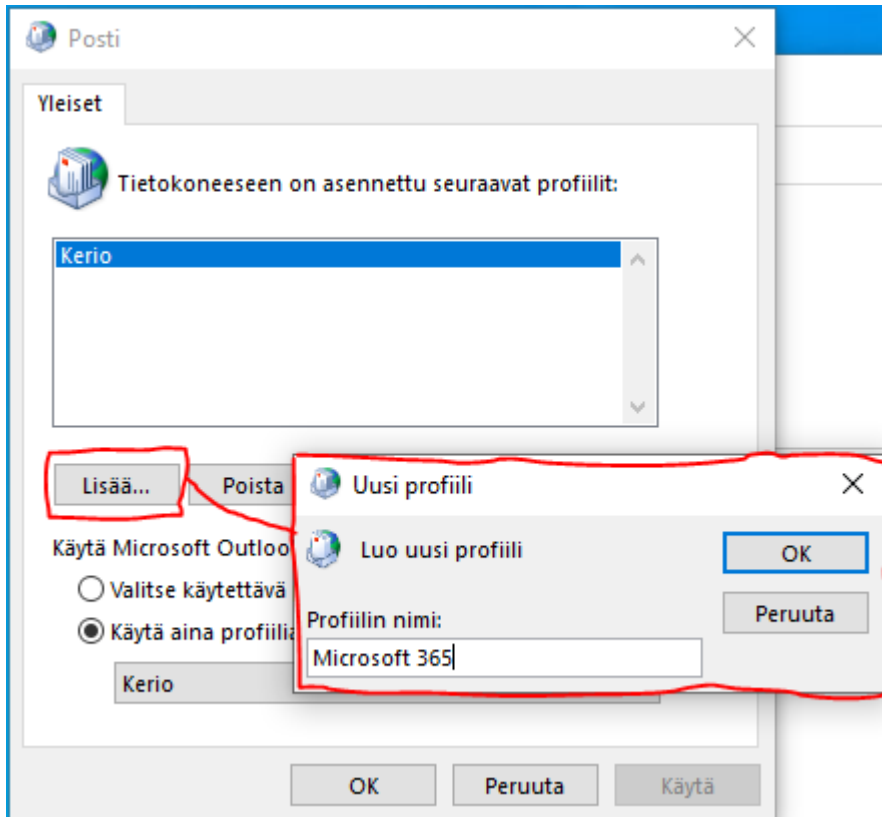 Posti
Yleiset
Tietokoneeseen on asennettu seuraavat profiilit:
Kerio
Lisää...
Poista
Käytä Microsoft Outloo
Valitse käytettävä
Käytä aina profiilia
Kerio
Uusi profiili
Luo uusi profiili
OK
Profiilin nimi:
Peruuta
Microsoft 365
OK
Peruuta
Käytä